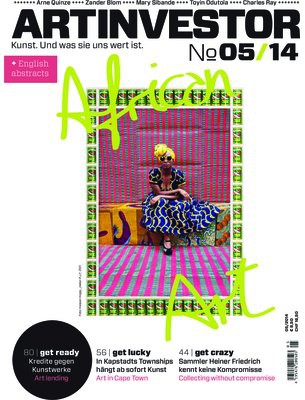 Arne Quinze Zander Blom Mary Sibande Toyin Odutola Charles Ray
ARTINVESTOR
Kunst. Und was sie uns wert ist.
№05/14
+ English
abstracts
African
Art
05/2014
80 | get ready
Kredite gegen
Kunstwerke
Art lending
56 | get lucky
In Kapstadts Townships
hängt ab sofort Kunst
Art in Cape Town
44 | get crazy
Sammler Heiner Friedrich
kennt keine Kompromisse
Collecting without compromise